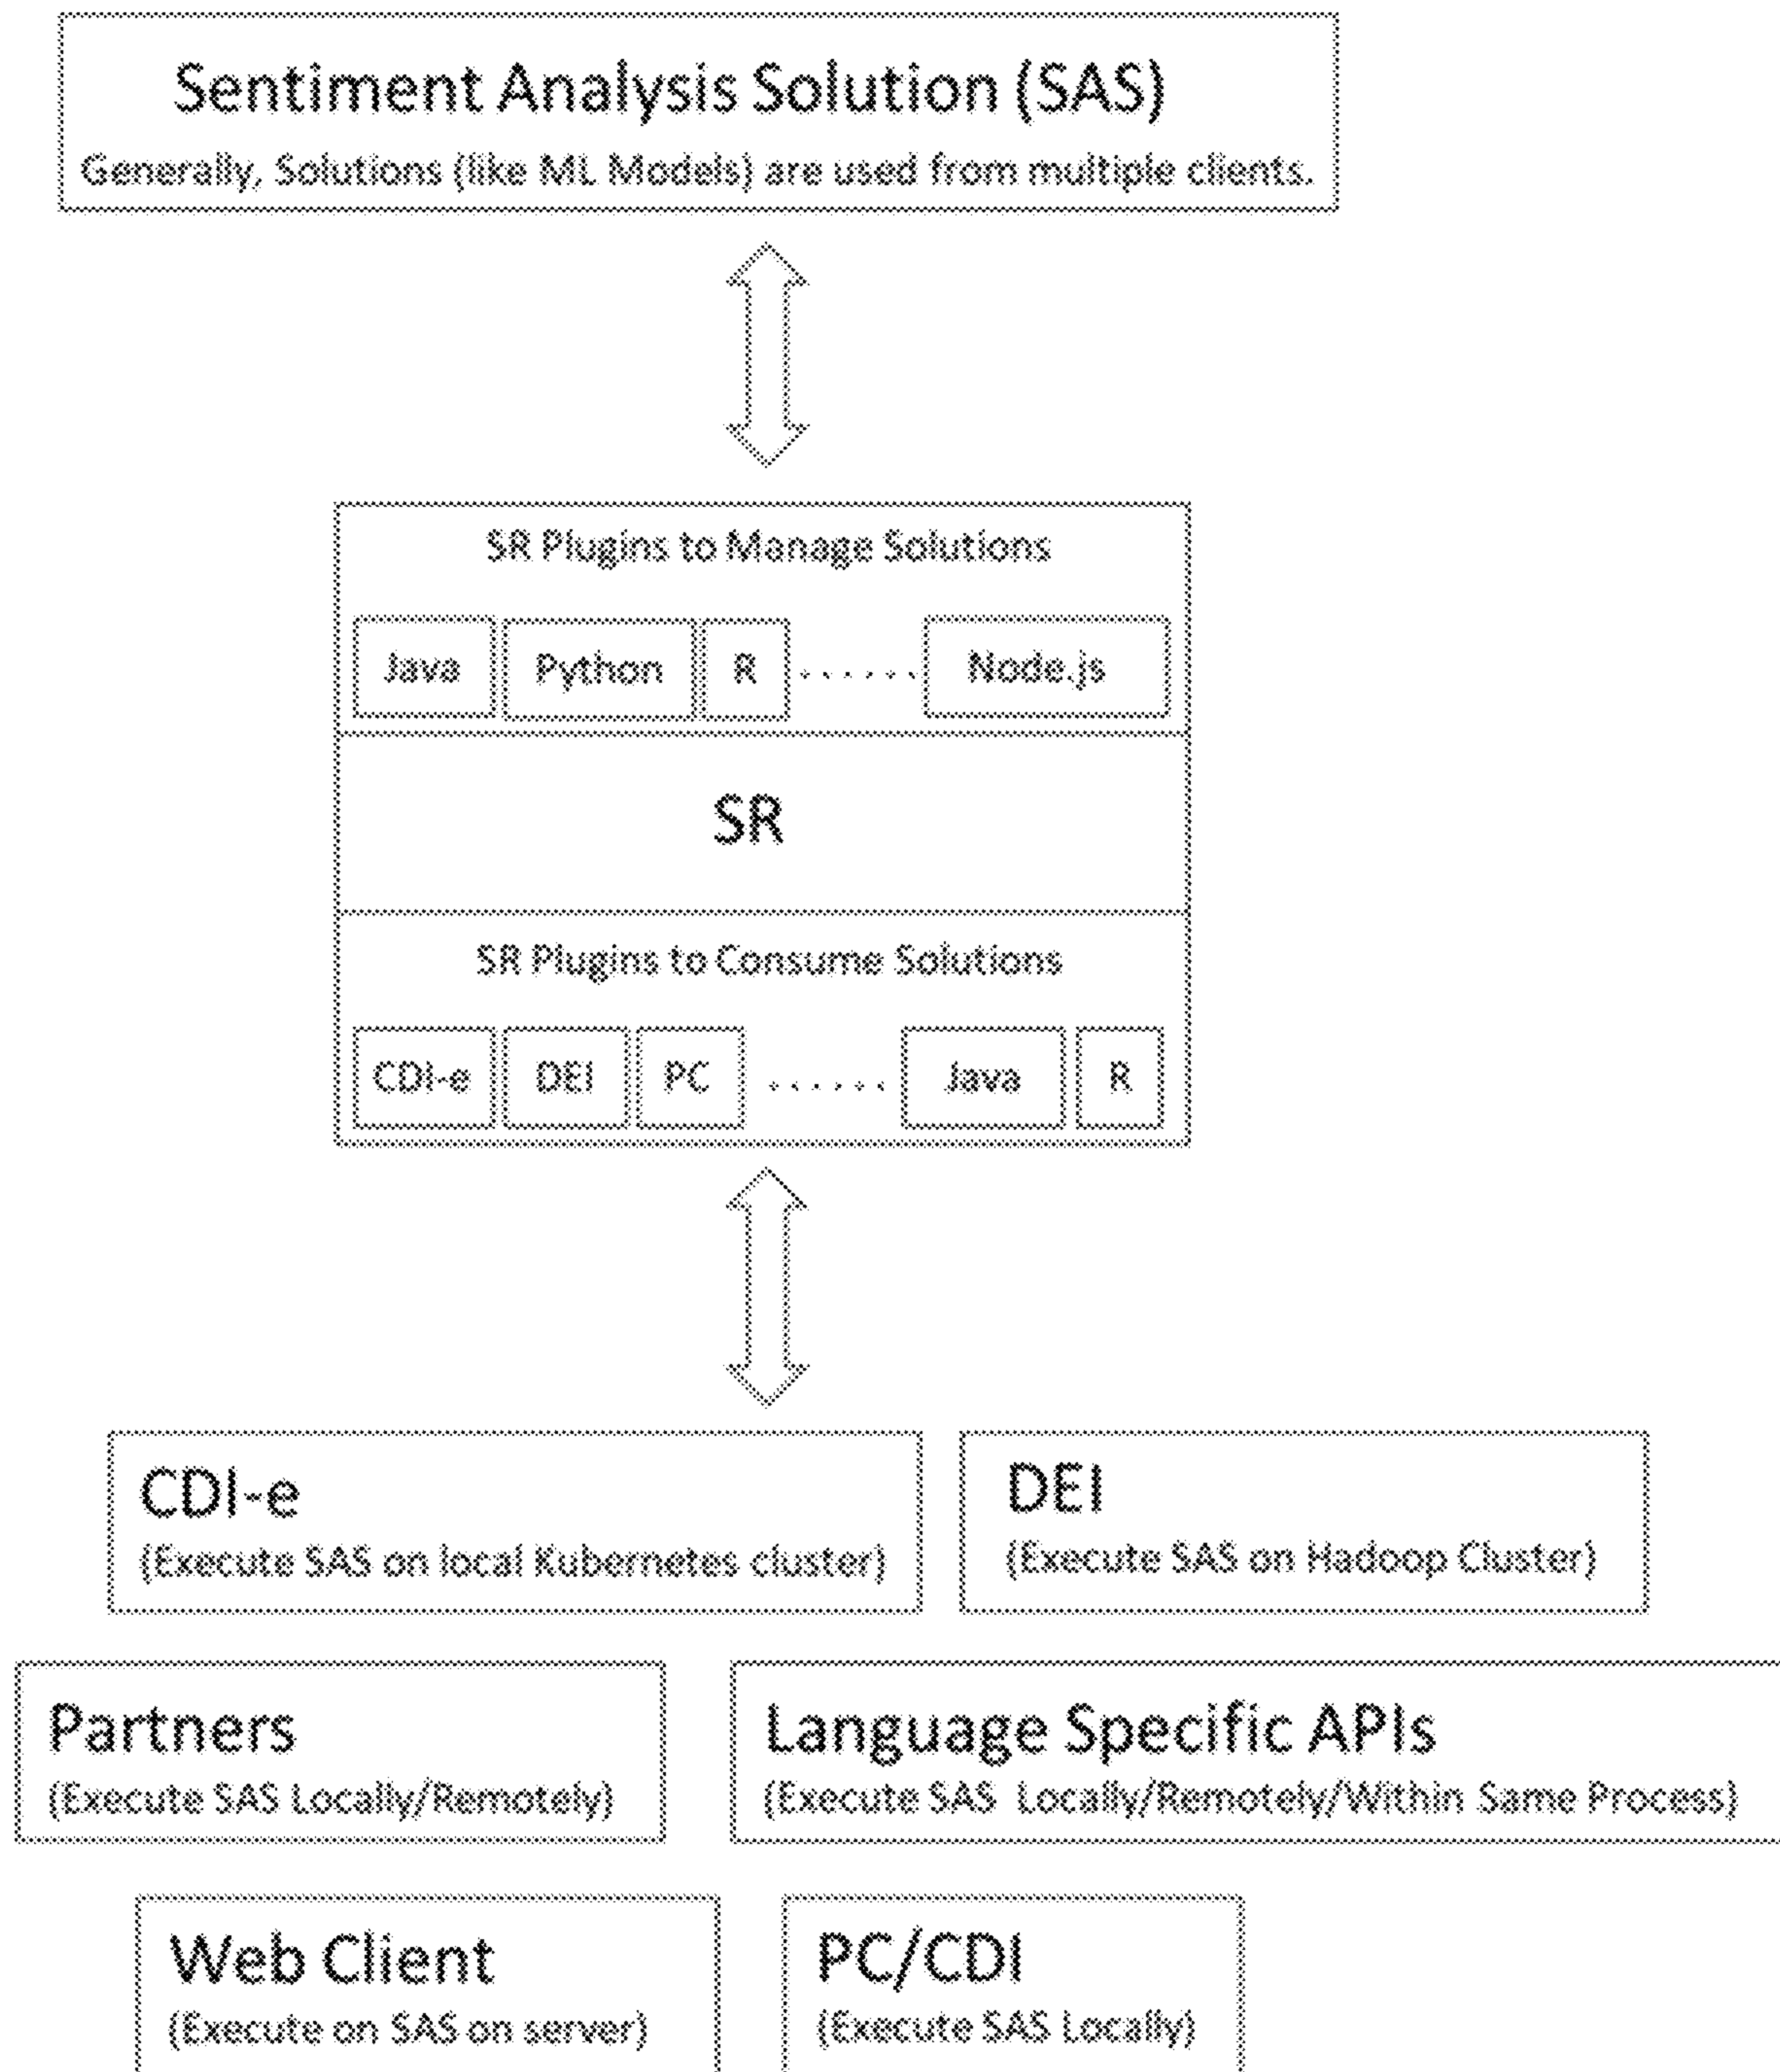 Sentiment Analysis Solution (SAS)
Generally, Solutions (like ML Models) are used from multiple clients.
SR Plugins to Manage Solutions
Java Python R ...... Node.js
SR
SR Plugins to Consume Solutions
CDI-e DEI PC ...... Java R
CDI-e
(Execute SAS on local Kubernetes cluster)
DEI
(Execute SAS on Hadoop Cluster)
Partners
(Execute SAS Locally/Remotely)
Language Specific APIs
(Execute SAS Locally/Remotely/Within Same Process)
Web Client
(Execute on SAS on server)
PC/CDI
(Execute SAS Locally)